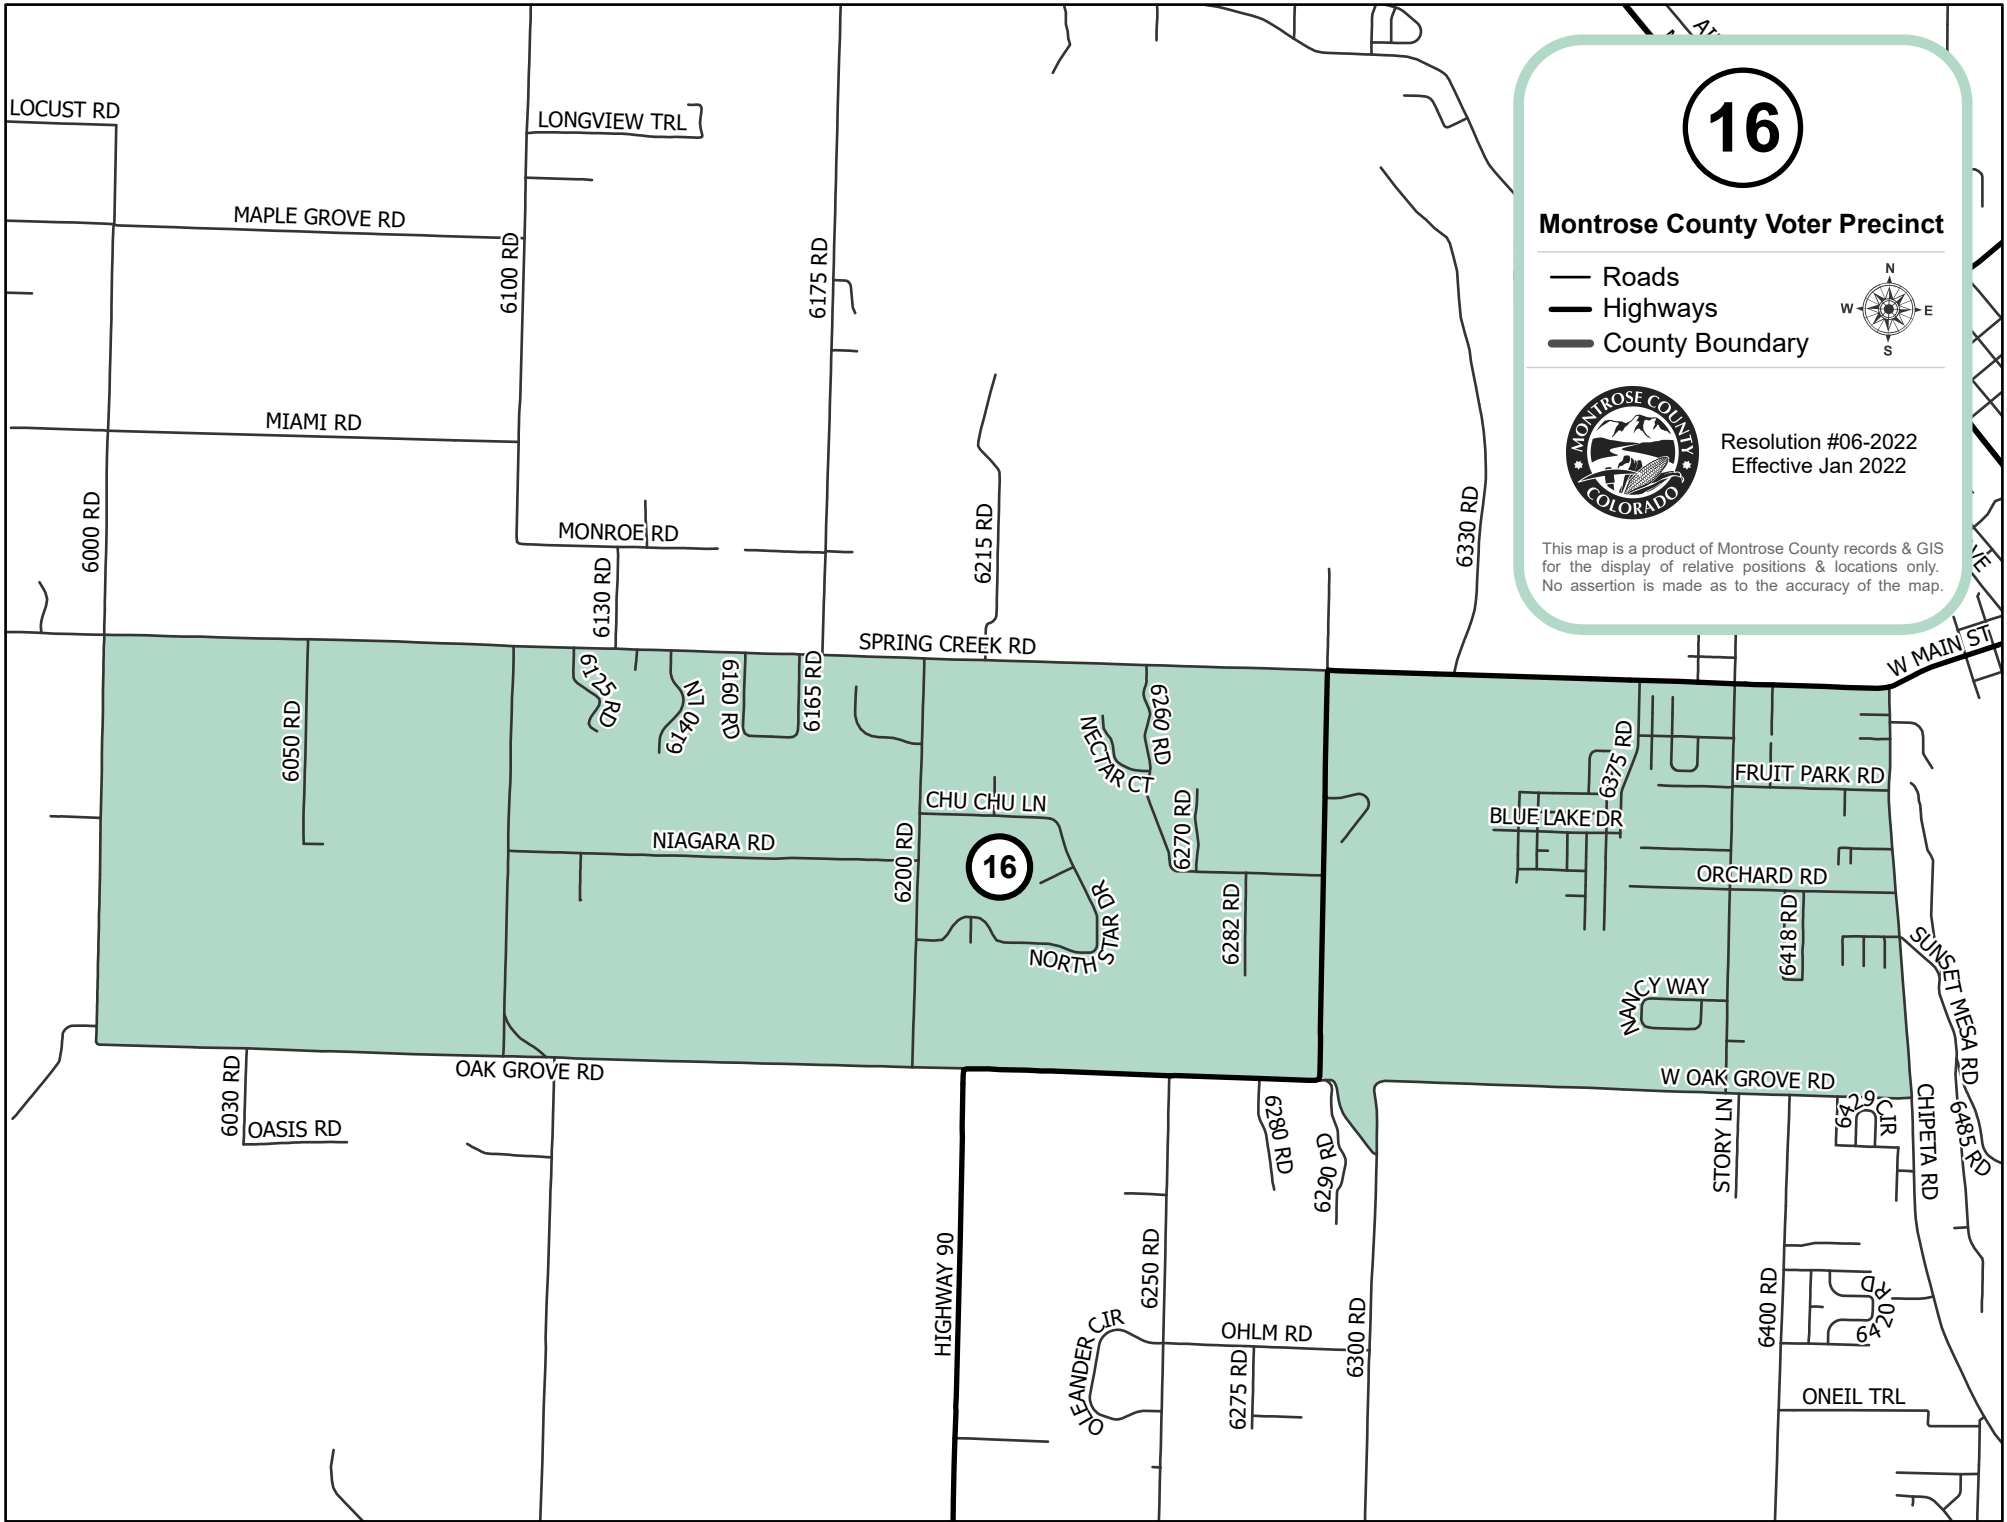 16
Montrose County Voter Precinct
Roads
Highways
County Boundary
N
W
E
S
MONTROSE COUNTY
COLORADO
Resolution #06-2022
Effective Jan 2022
This map is a product of Montrose County records & GIS
for the display of relative positions & locations only.
No assertion is made as to the accuracy of the map.
LOCUST RD
LONGVIEW TRL
MAPLE GROVE RD
6100 RD
6175 RD
MIAMI RD
6000 RD
MONROE RD
6130 RD
6215 RD
6330 RD
SPRING CREEK RD
W MAIN ST
6050 RD
6125 RD
6140 LN
6160 RD
6165 RD
NECTAR CT
6260 RD
6375 RD
FRUIT PARK RD
CHU CHU LN
BLUE LAKE DR
NIAGARA RD
6200 RD
16
6270 RD
ORCHARD RD
6282 RD
6418 RD
NORTH STAR DR
NANCY WAY
SUNSET MESA RD
OAK GROVE RD
W OAK GROVE RD
6030 RD
OASIS RD
6280 RD
6290 RD
STORY LN
6429 CIR
CHIPETA RD
6485 RD
HIGHWAY 90
6250 RD
6300 RD
6400 RD
6420 RD
OLEANDER CIR
OHLM RD
6275 RD
ONEIL TRL